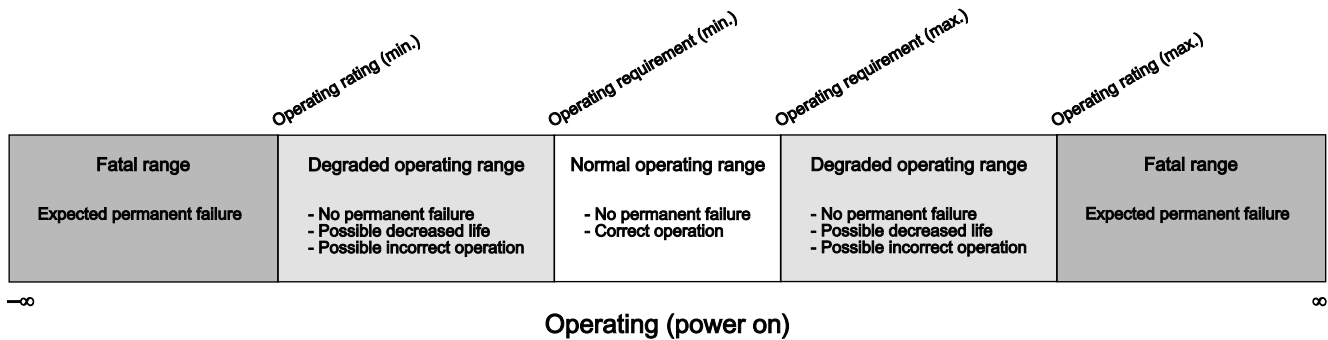 Operating rating (min.)
Operating requirement (min.)
Operating requirement (max.)
Operating rating (max.)
Fatal range
Expected permanent failure
Degraded operating range
- No permanent failure
- Possible decreased life
- Possible incorrect operation
Normal operating range
- No permanent failure
- Correct operation
Degraded operating range
- No permanent failure
- Possible decreased life
- Possible incorrect operation
Fatal range
Expected permanent failure
–∞
∞
Operating (power on)